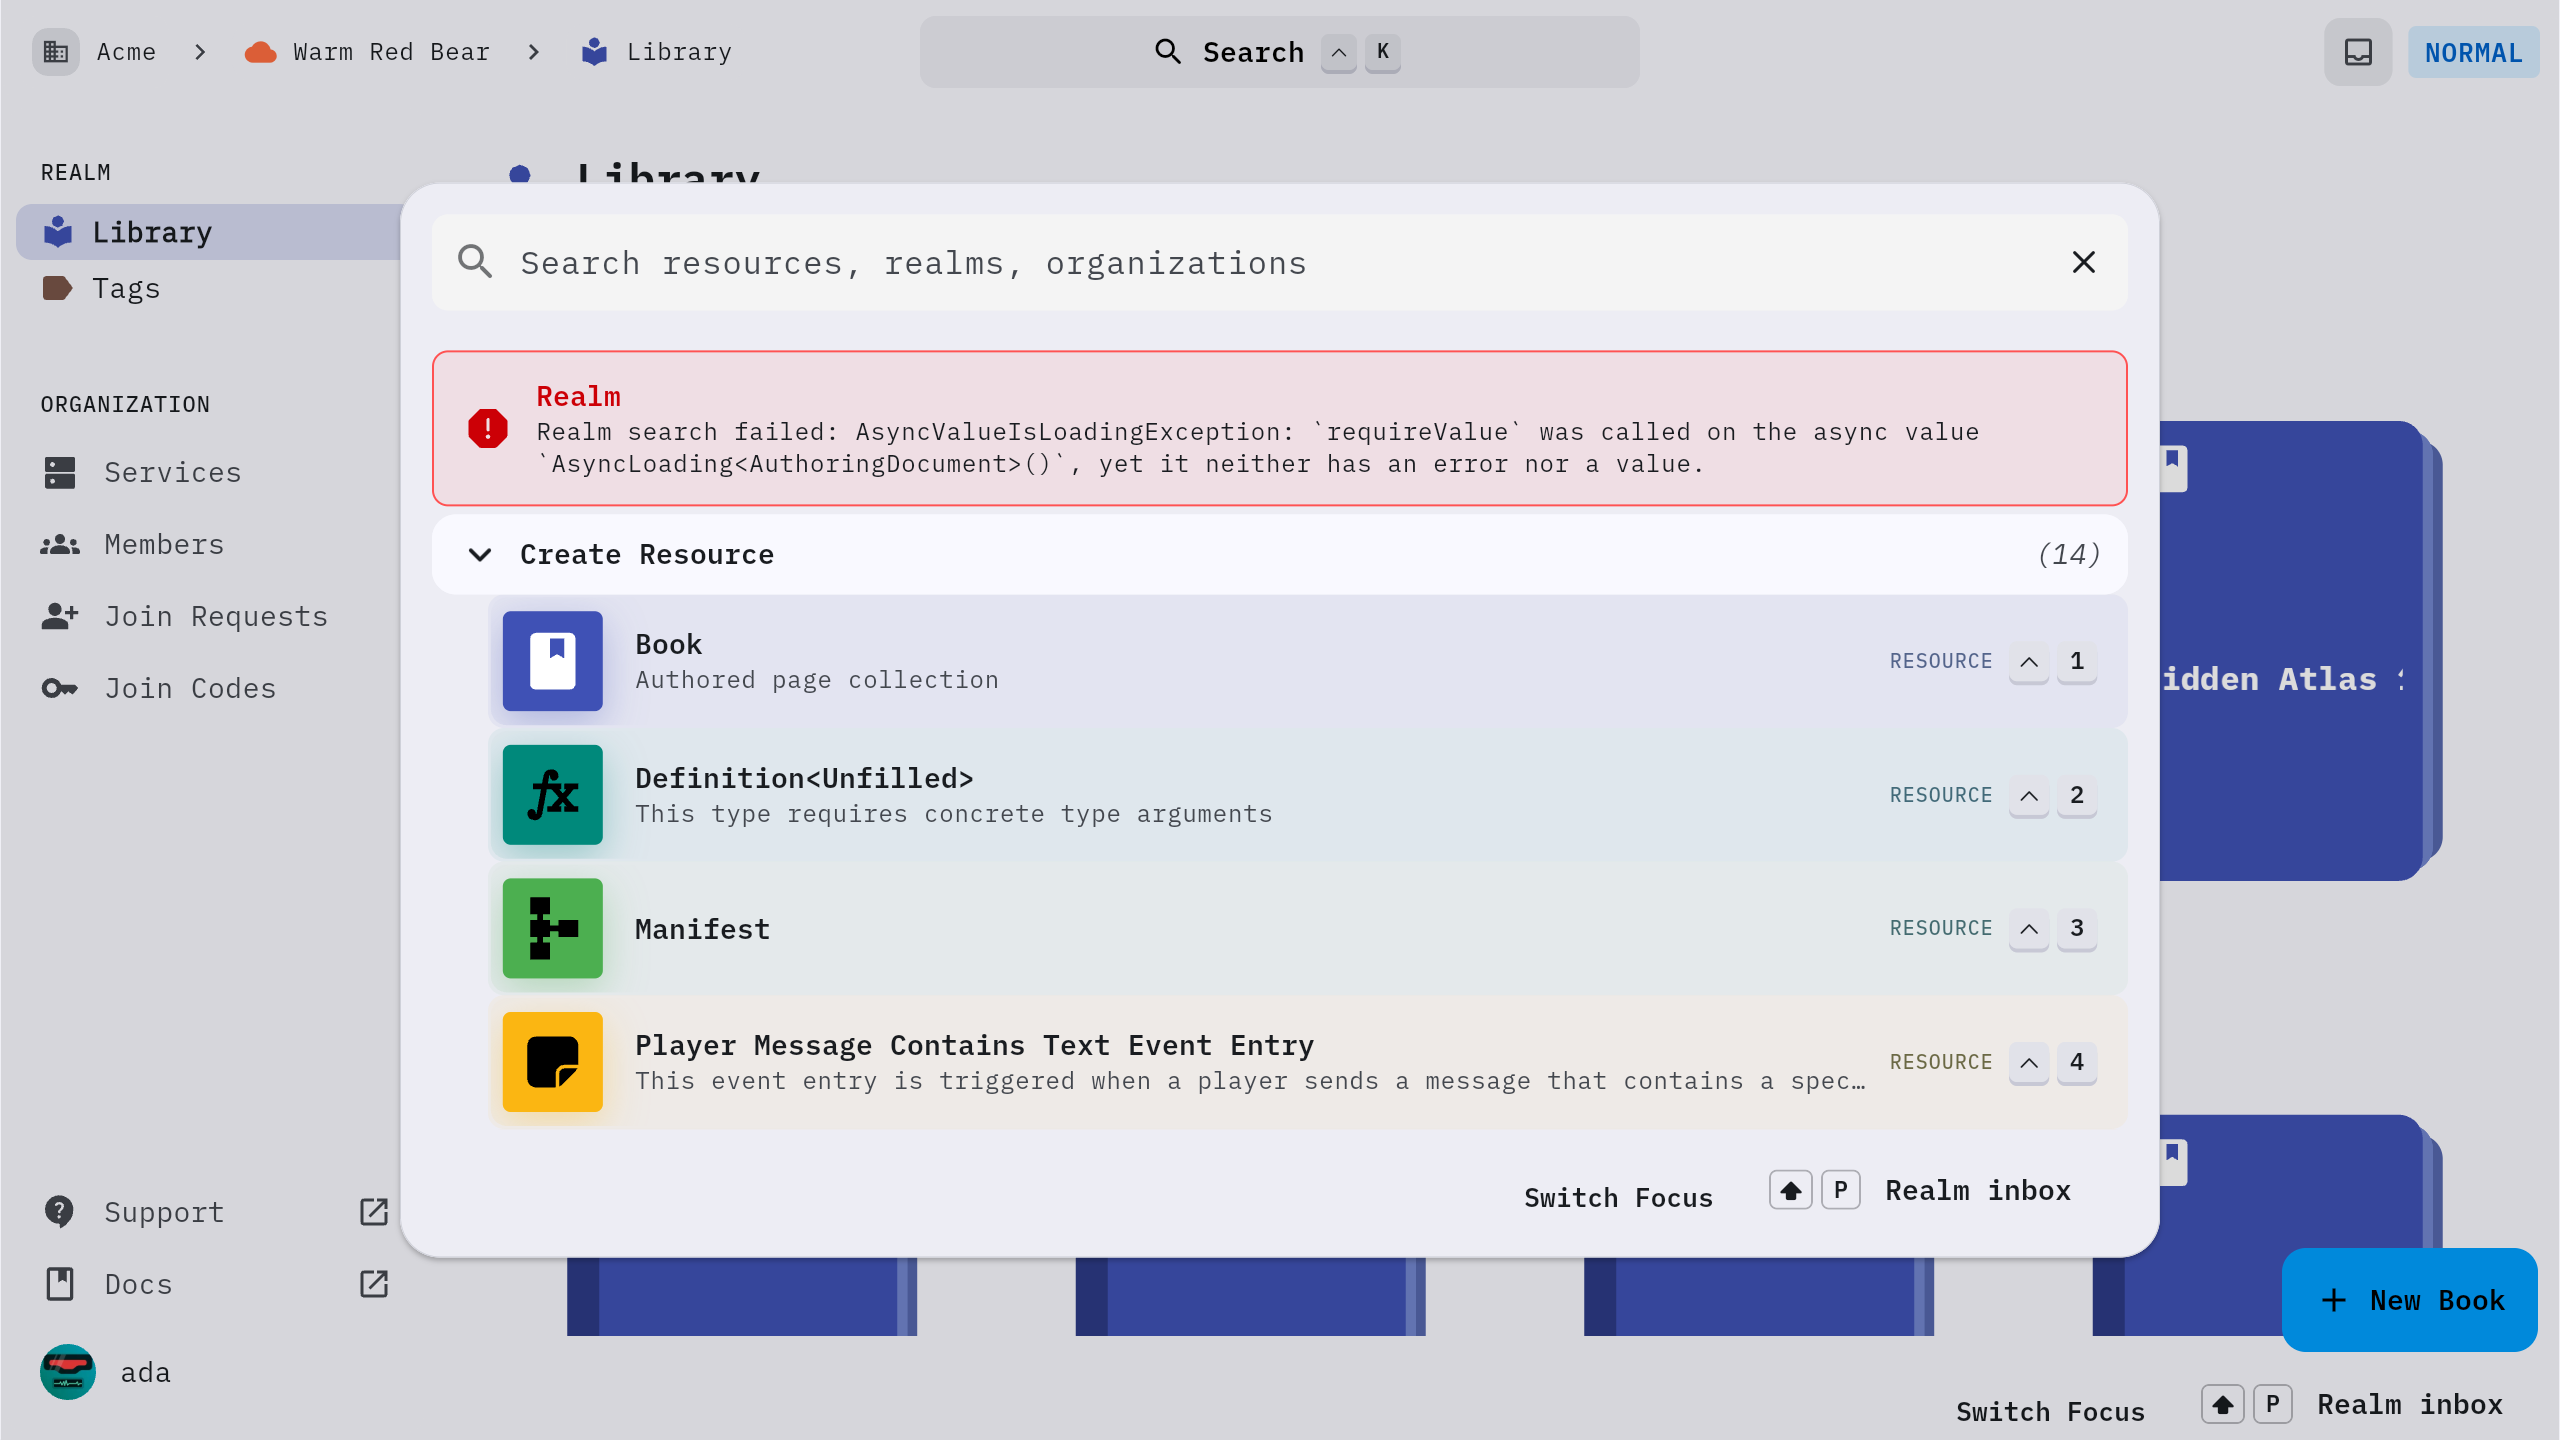 Acme
Warm Red Bear
Library
Search
K
NORMAL
REALM
Library
Tags
ORGANIZATION
Services
Members
Join Requests
Join Codes
Support
Docs
ada
Library
Search resources, realms, organizations
Realm
Realm search failed: AsyncValueIsLoadingException: `requireValue` was called on the async value
`AsyncLoading<AuthoringDocument>()`, yet it neither has an error nor a value.
Create Resource (14)
Book
Authored page collection
RESOURCE 1
Definition<Unfilled>
This type requires concrete type arguments
RESOURCE 2
Manifest
RESOURCE 3
Player Message Contains Text Event Entry
This event entry is triggered when a player sends a message that contains a spec…
RESOURCE 4
Switch Focus P Realm inbox
idden Atlas
New Book
Switch Focus P Realm inbox